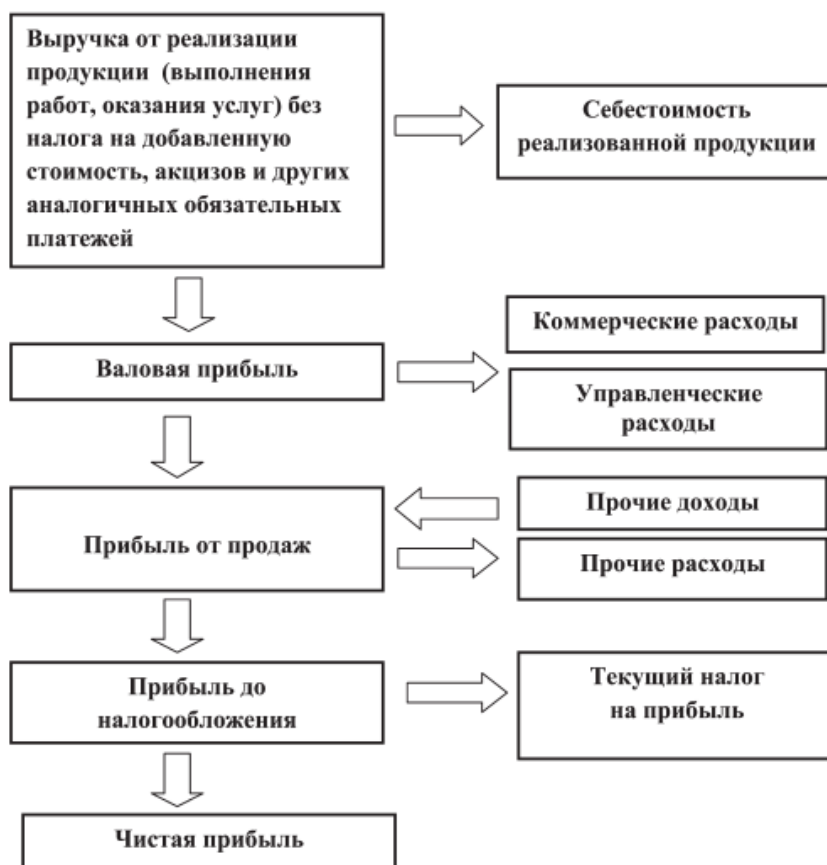 Выручка от реализации
продукции (выполнения
работ, оказания услуг) без
налога на добавленную
стоимость, акцизов и других
аналогичных обязательных
платежей
Себестоимость
реализованной продукции
Валовая прибыль
Коммерческие расходы
Управленческие
расходы
Прибыль от продаж
Прочие доходы
Прочие расходы
Прибыль до
налогообложения
Текущий налог
на прибыль
Чистая прибыль